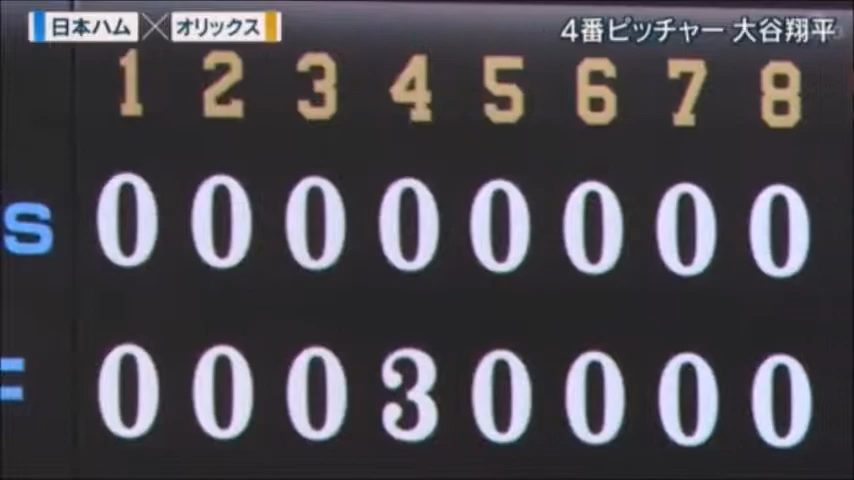 日本ハム×オリックス
4番ピッチャー 大谷翔平
1 2 3 4 5 6 7 8
s 0 0 0 0 0 0 0 0
F 0 0 0 3 0 0 0 0